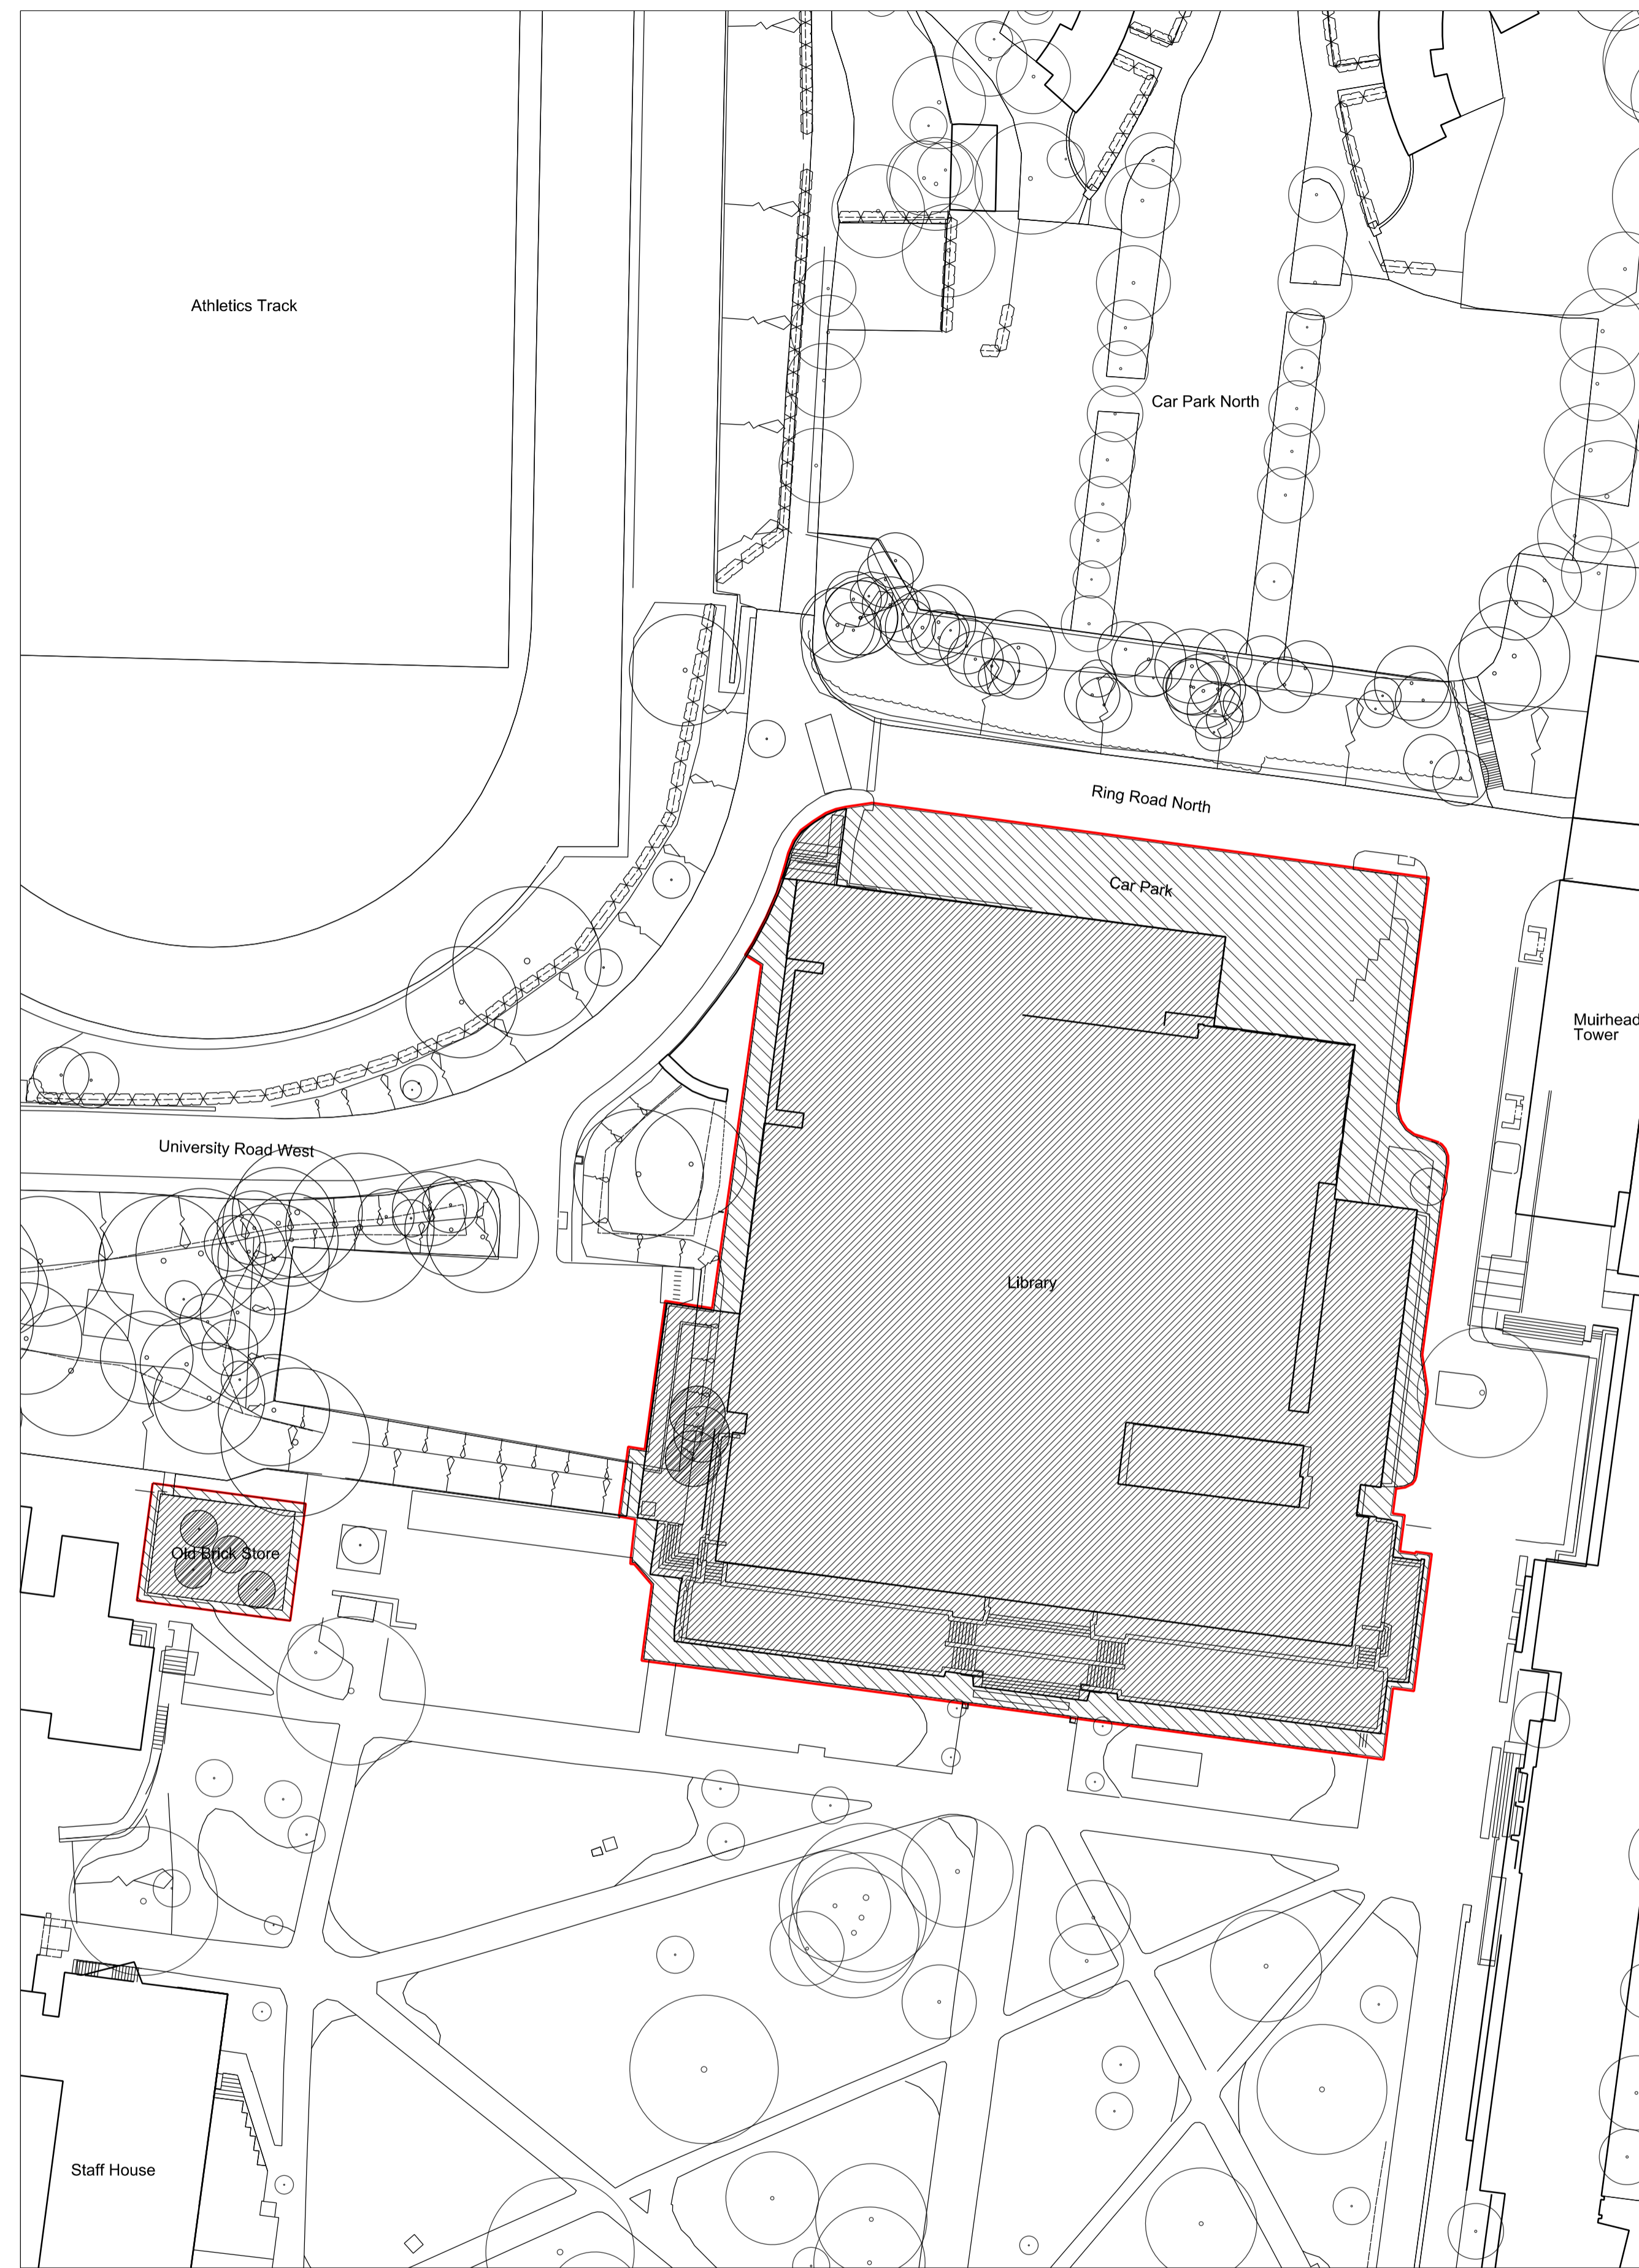 Athletics Track
Car Park North
Ring Road North
Car Park
Muirhead
Tower
University Road West
Library
Old Brick Store
Staff House